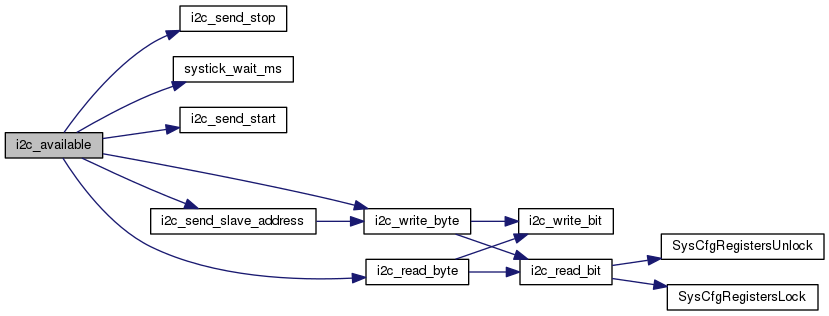 i2c_send_stop
systick_wait_ms
i2c_send_start
i2c_available
i2c_send_slave_address
i2c_write_byte
i2c_write_bit
SysCfgRegistersUnlock
i2c_read_byte
i2c_read_bit
SysCfgRegistersLock